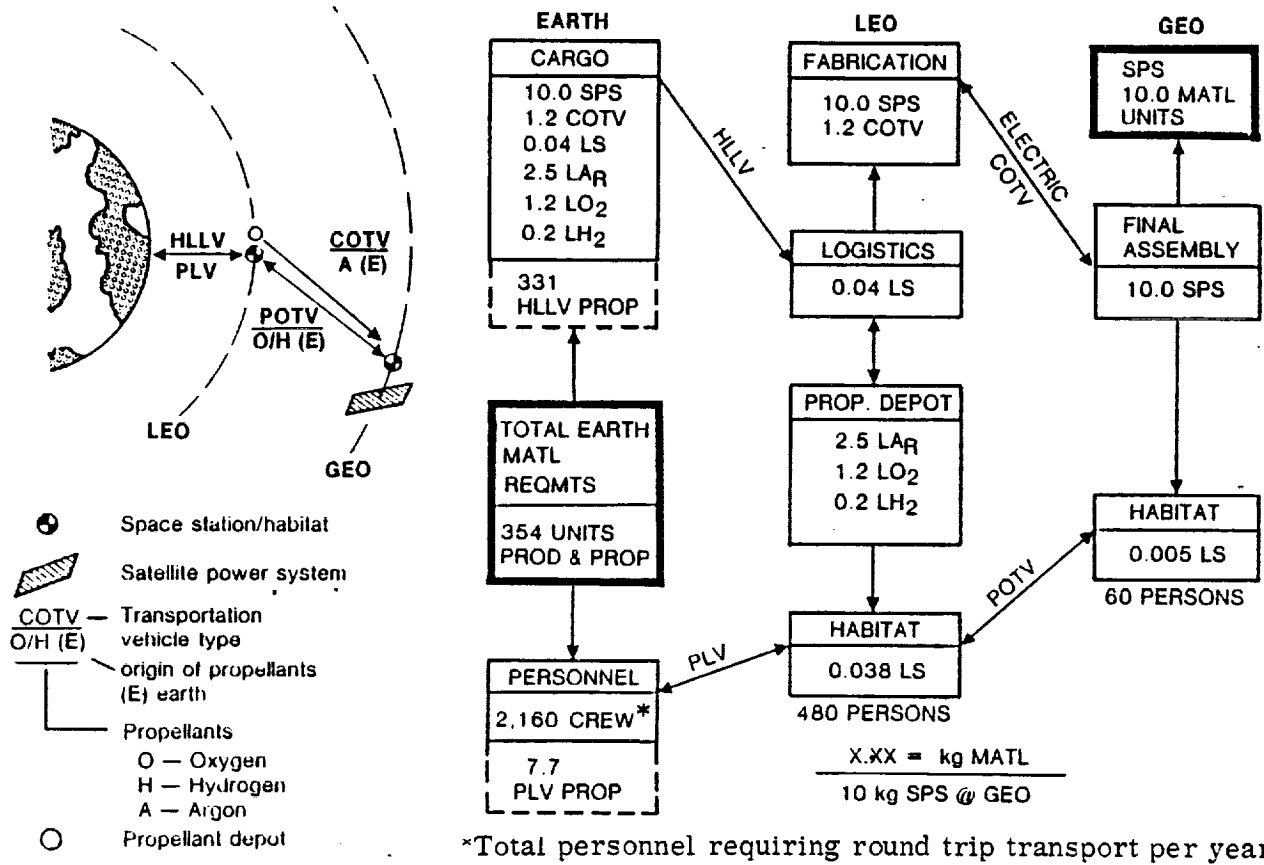 HLLV
PLV
COTV
A (E)
POTV
O/H (E)
LEO
GEO
Space station/habitat
Satellite power system
COTV — Transportation
O/H (E) vehicle type
origin of propellants
(E) earth
Propellants
O — Oxygen
H — Hydrogen
A — Argon
Propellant depot
EARTH
CARGO
10.0 SPS
1.2 COTV
0.04 LS
2.5 LAR
1.2 LO2
0.2 LH2
331
HLLV PROP
TOTAL EARTH
MATL
REQMTS
354 UNITS
PROD & PROP
PERSONNEL
2,160 CREW*
7.7
PLV PROP
HLLV
PLV
LEO
FABRICATION
10.0 SPS
1.2 COTV
LOGISTICS
0.04 LS
PROP. DEPOT
2.5 LAR
1.2 LO2
0.2 LH2
HABITAT
0.038 LS
480 PERSONS
ELECTRIC
COTV
POTV
GEO
SPS
10.0 MATL
UNITS
FINAL
ASSEMBLY
10.0 SPS
HABITAT
0.005 LS
60 PERSONS
X.XX = kg MATL
10 kg SPS @ GEO
*Total personnel requiring round trip transport per year